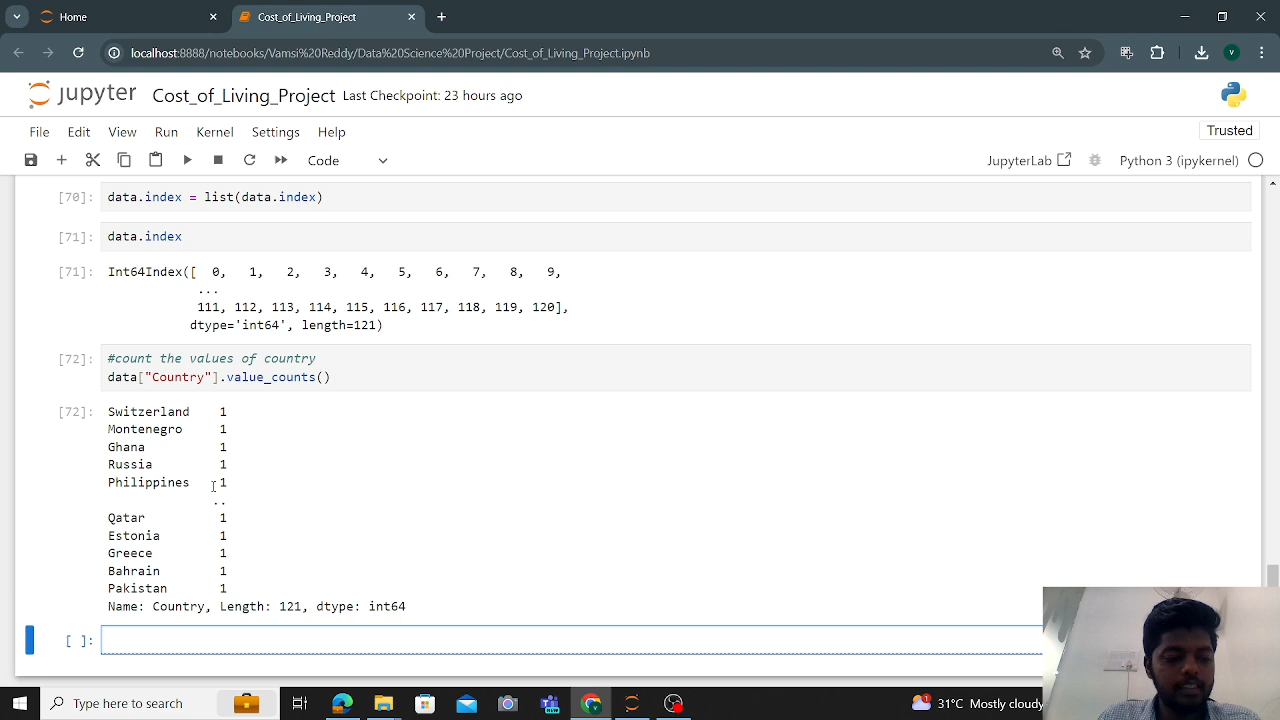 Home
Cost_of_Living_Project
localhost:8888/notebooks/Vamsi%20Reddy/Data%20Science%20Project/Cost_of_Living_Project.ipynb
V
jupyter Cost_of_Living_Project Last Checkpoint: 23 hours ago
File Edit View Run Kernel Settings Help
Trusted
Code
JupyterLab
Python 3 (ipykernel)
[70]: data.index = list(data.index)
[71]: data.index
[71]: Int64Index([ 0, 1, 2, 3, 4, 5, 6, 7, 8, 9,
...
111, 112, 113, 114, 115, 116, 117, 118, 119, 120],
dtype='int64', length=121)
[72]: #count the values of country
data["Country"].value_counts()
[72]: Switzerland 1
Montenegro 1
Ghana 1
Russia 1
Philippines 1
..
Qatar 1
Estonia 1
Greece 1
Bahrain 1
Pakistan 1
Name: Country, Length: 121, dtype: int64
[ ]:
Type here to search
NEW
V
1
31°C Mostly cloudy